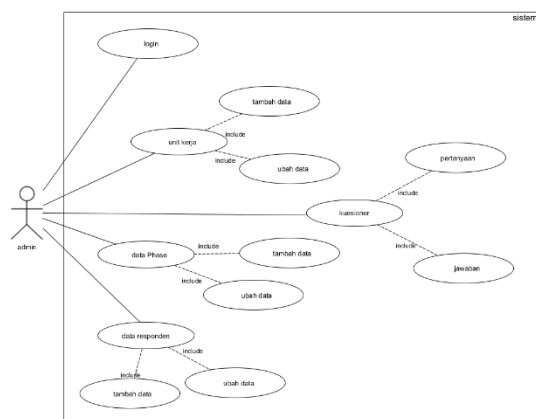 sistem
login
tambah data
include
unit kerja
include
ubah data
pertanyaan
include
kuesioner
include
jawaban
admin
data Phase
include
tambah data
include
ubah data
data responden
include
ubah data
include
tambah data